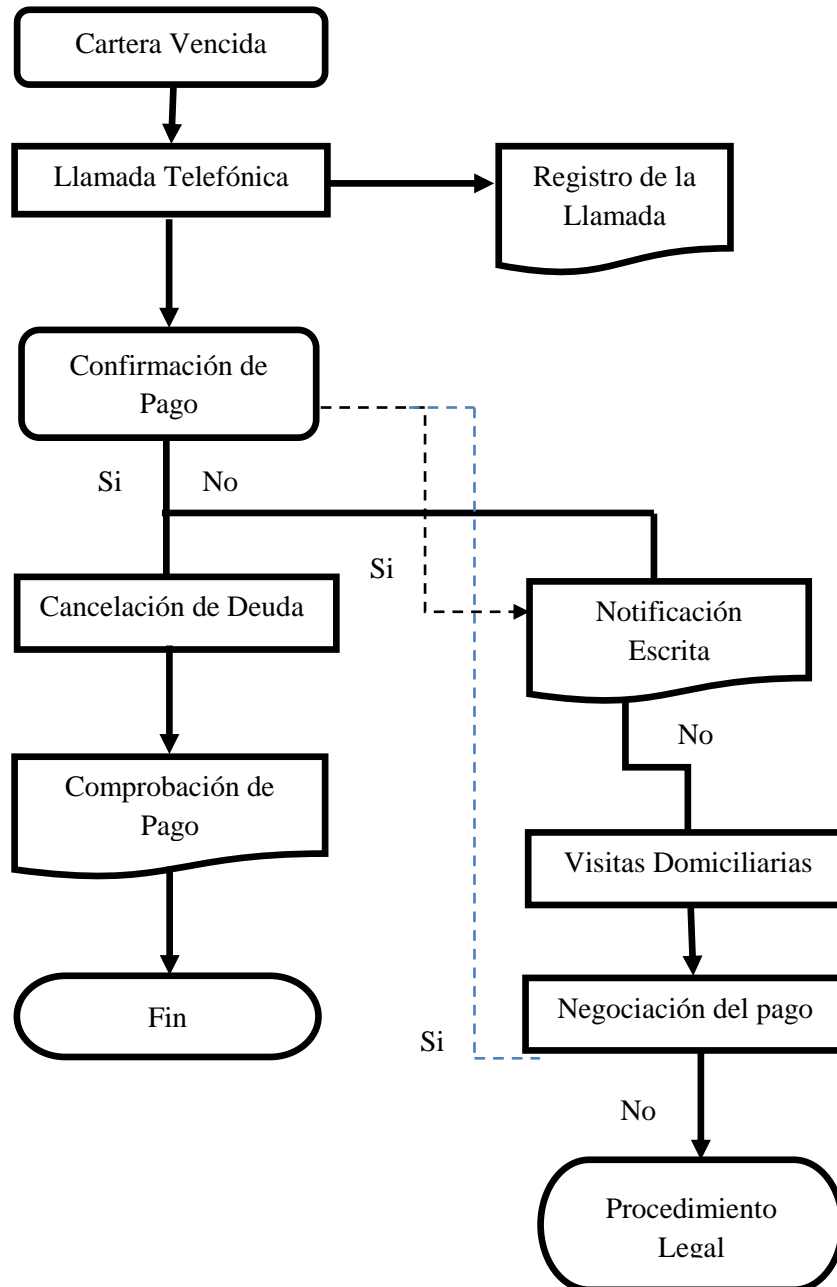 Cartera Vencida
Llamada Telefónica
Registro de la
Llamada
Confirmación de
Pago
Si
No
Si
Cancelación de Deuda
Notificación
Escrita
No
Comprobación de
Pago
Visitas Domiciliarias
Fin
Negociación del pago
Si
No
Procedimiento
Legal